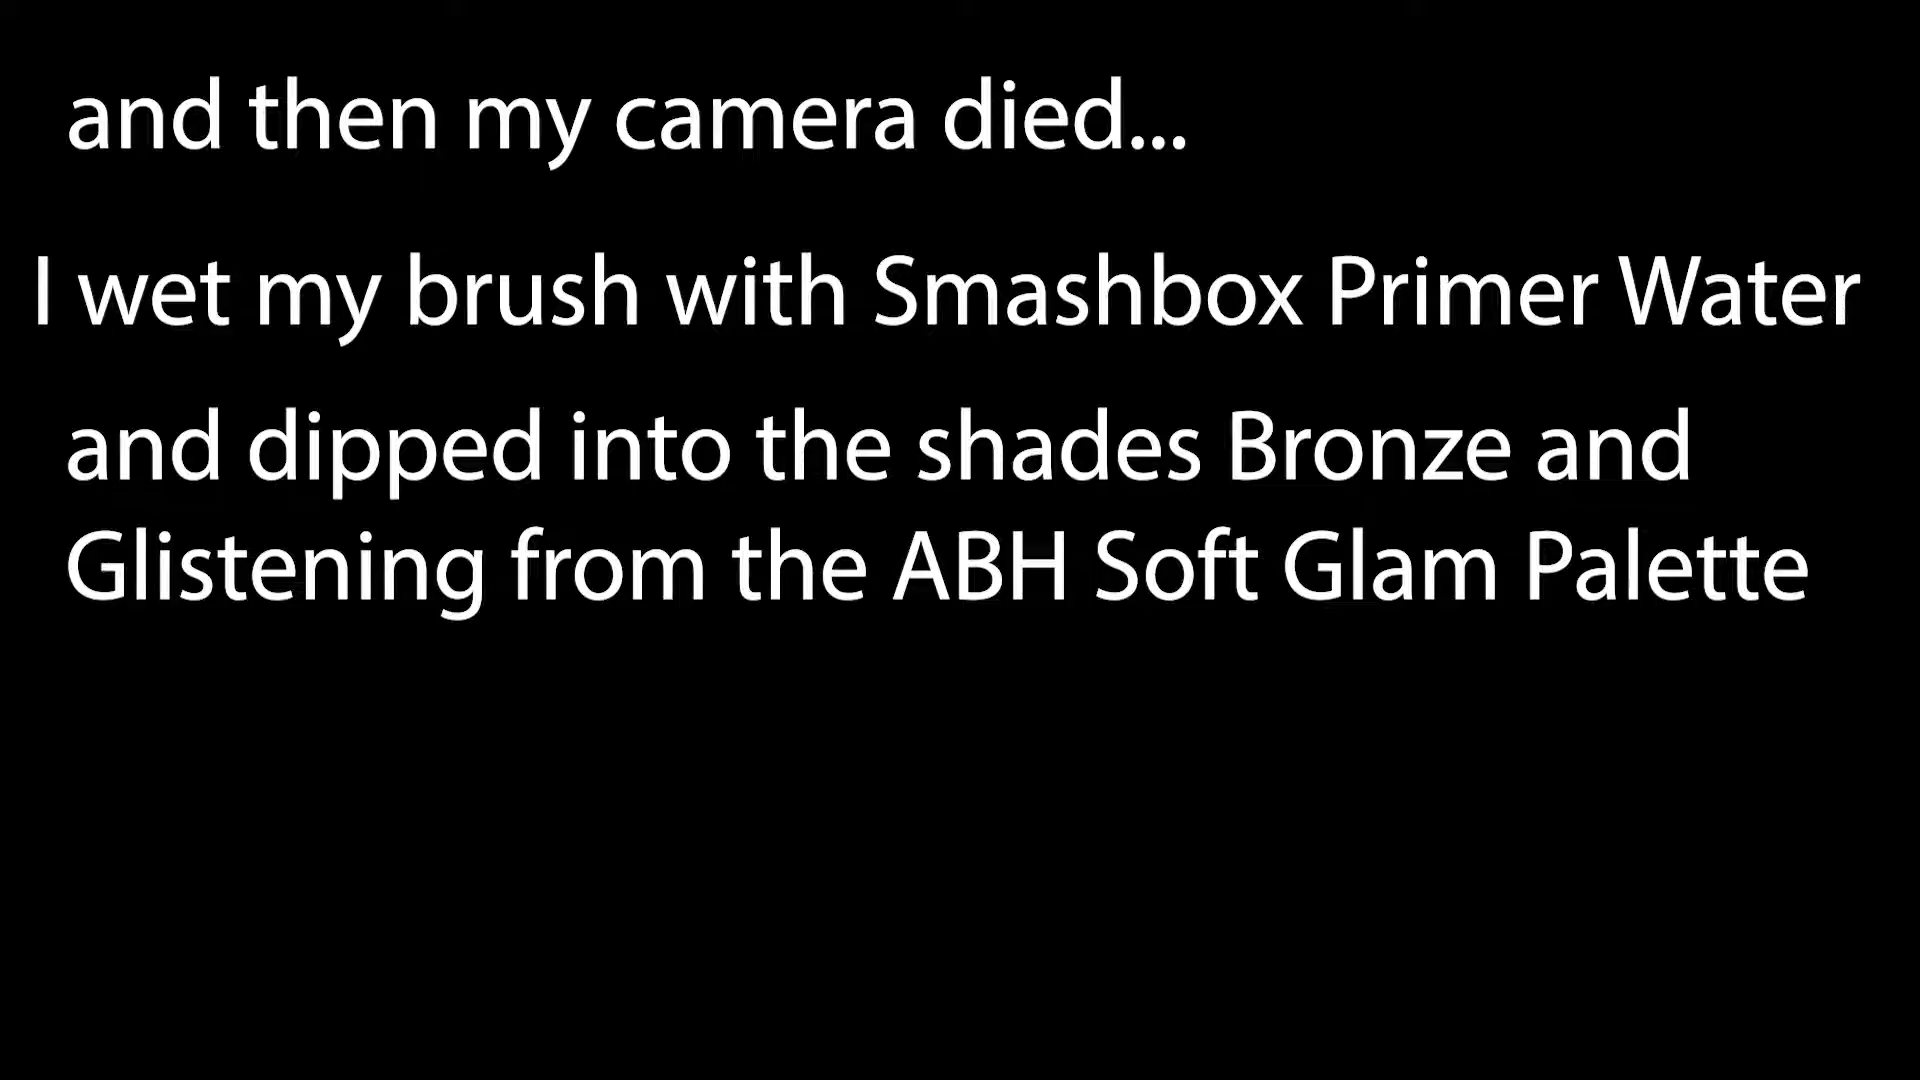 and then my camera died...
I wet my brush with Smashbox Primer Water
and dipped into the shades Bronze and
Glistening from the ABH Soft Glam Palette